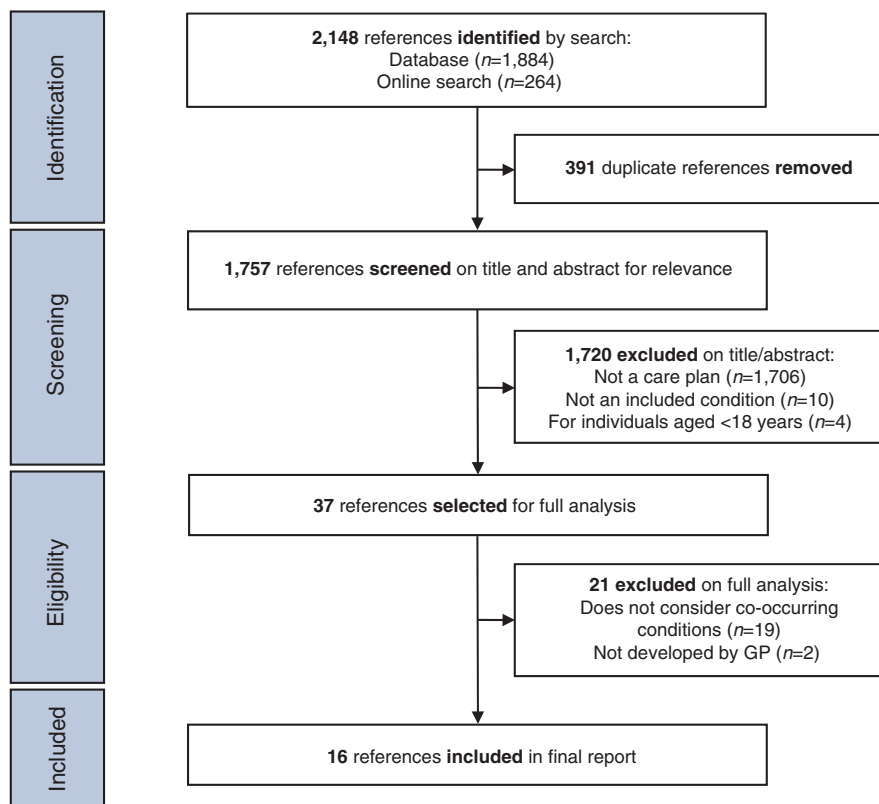 Identification
2,148 references identified by search:
Database (n=1,884)
Online search (n=264)
391 duplicate references removed
Screening
1,757 references screened on title and abstract for relevance
1,720 excluded on title/abstract:
Not a care plan (n=1,706)
Not an included condition (n=10)
For individuals aged <18 years (n=4)
Eligibility
37 references selected for full analysis
21 excluded on full analysis:
Does not consider co-occurring
conditions (n=19)
Not developed by GP (n=2)
Included
16 references included in final report